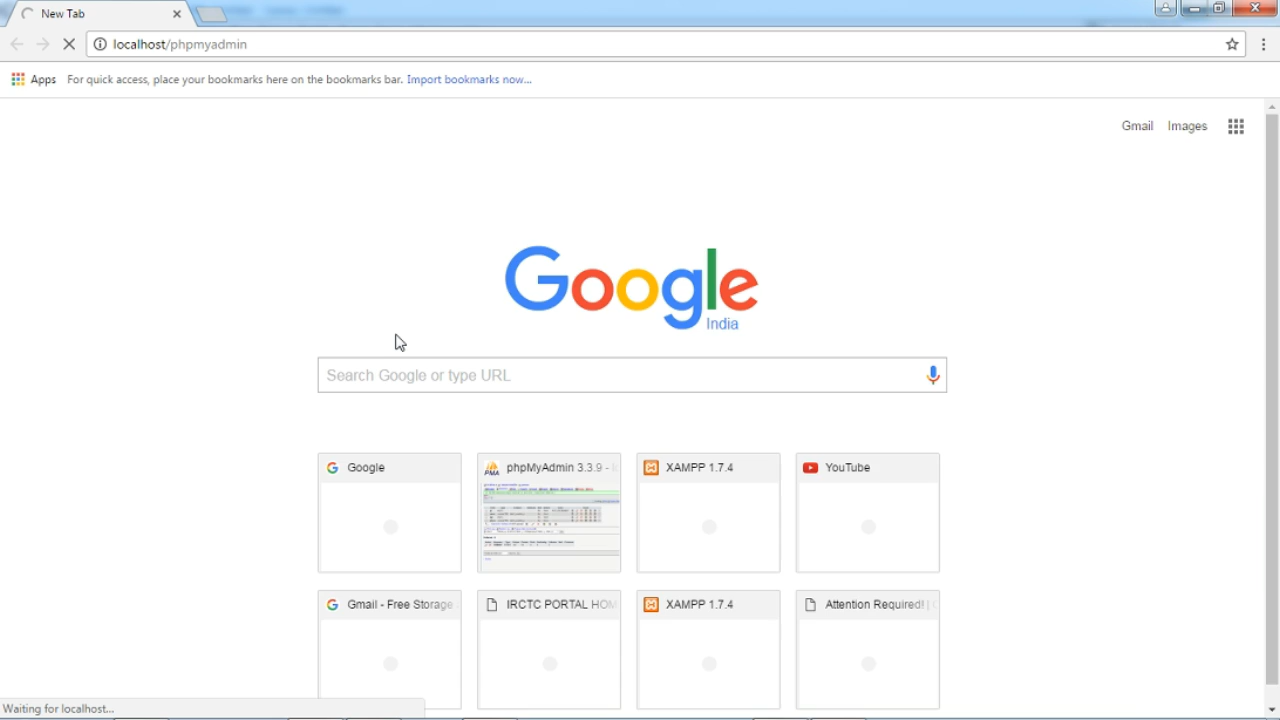 New Tab
localhost/phpmyadmin
Apps For quick access, place your bookmarks here on the bookmarks bar. Import bookmarks now...
Gmail Images
Google
India
Search Google or type URL
Google
phpMyAdmin 3.3.9 - l
XAMPP 1.7.4
YouTube
Gmail - Free Storage
IRCTC PORTAL HOM
XAMPP 1.7.4
Attention Required! |
Waiting for localhost...